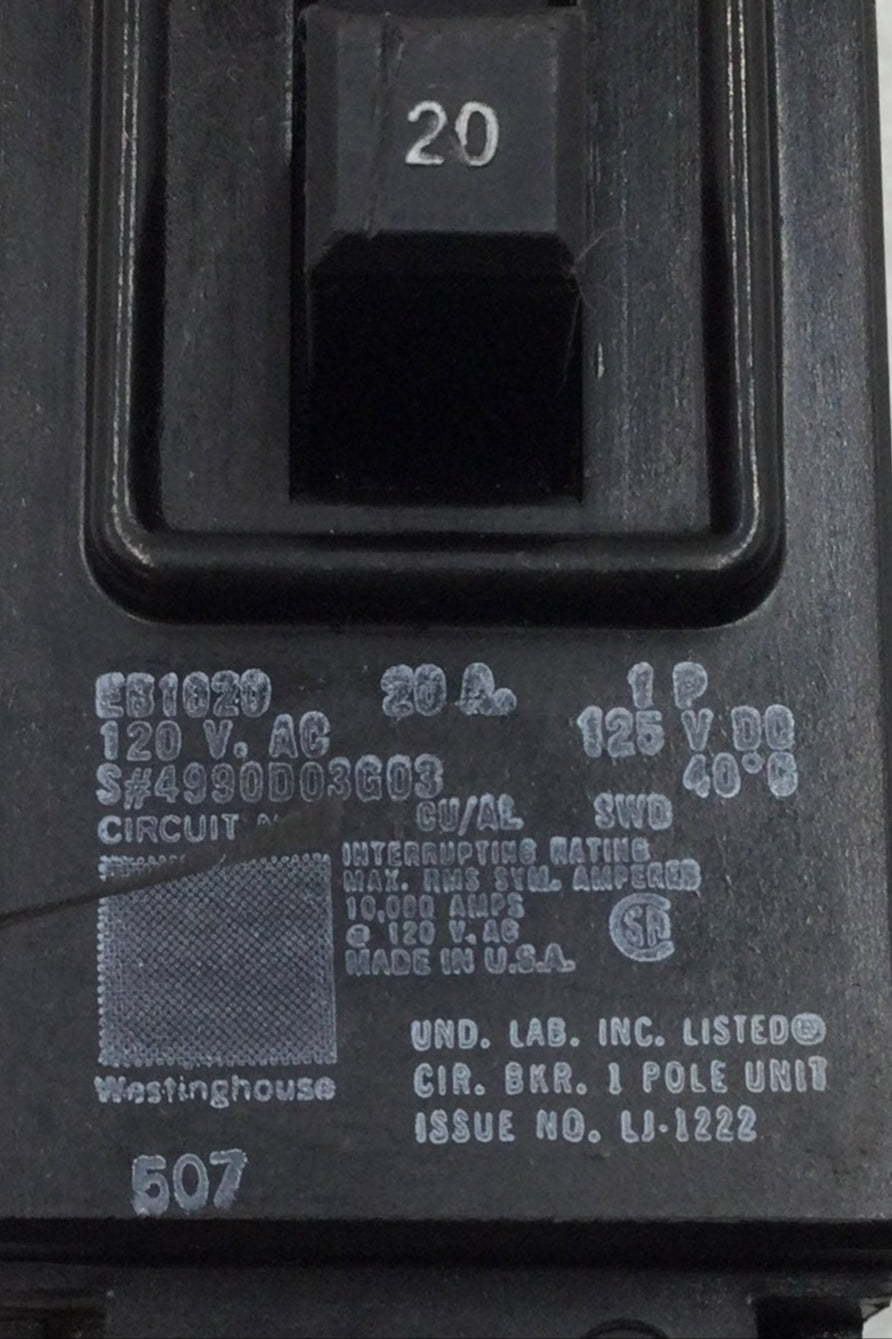 20
EB1020 20 A. 1 P
120 V. AC 125 V DC
S#4990D03G03 40°C
CIRCUIT CU/AL SWD
INTERRUPTING RATING
MAX. RMS SYM. AMPERES
10,000 AMPS
@ 120 V. AC
MADE IN U.S.A.
SA
Westinghouse
UND. LAB. INC. LISTED
CIR. BKR. 1 POLE UNIT
ISSUE NO. LJ-1222
507